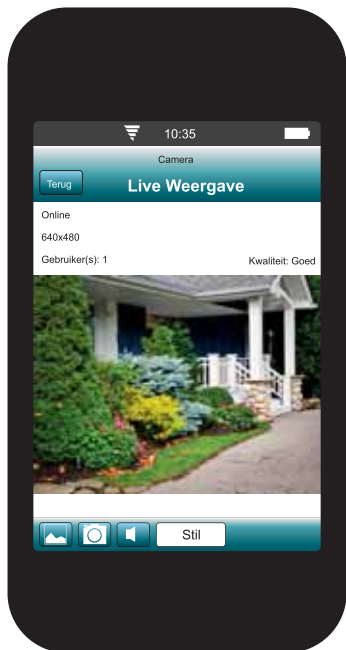 10:35
Camera
Terug
Live Weergave
Online
640x480
Gebruiker(s): 1
Kwaliteit: Goed
Stil